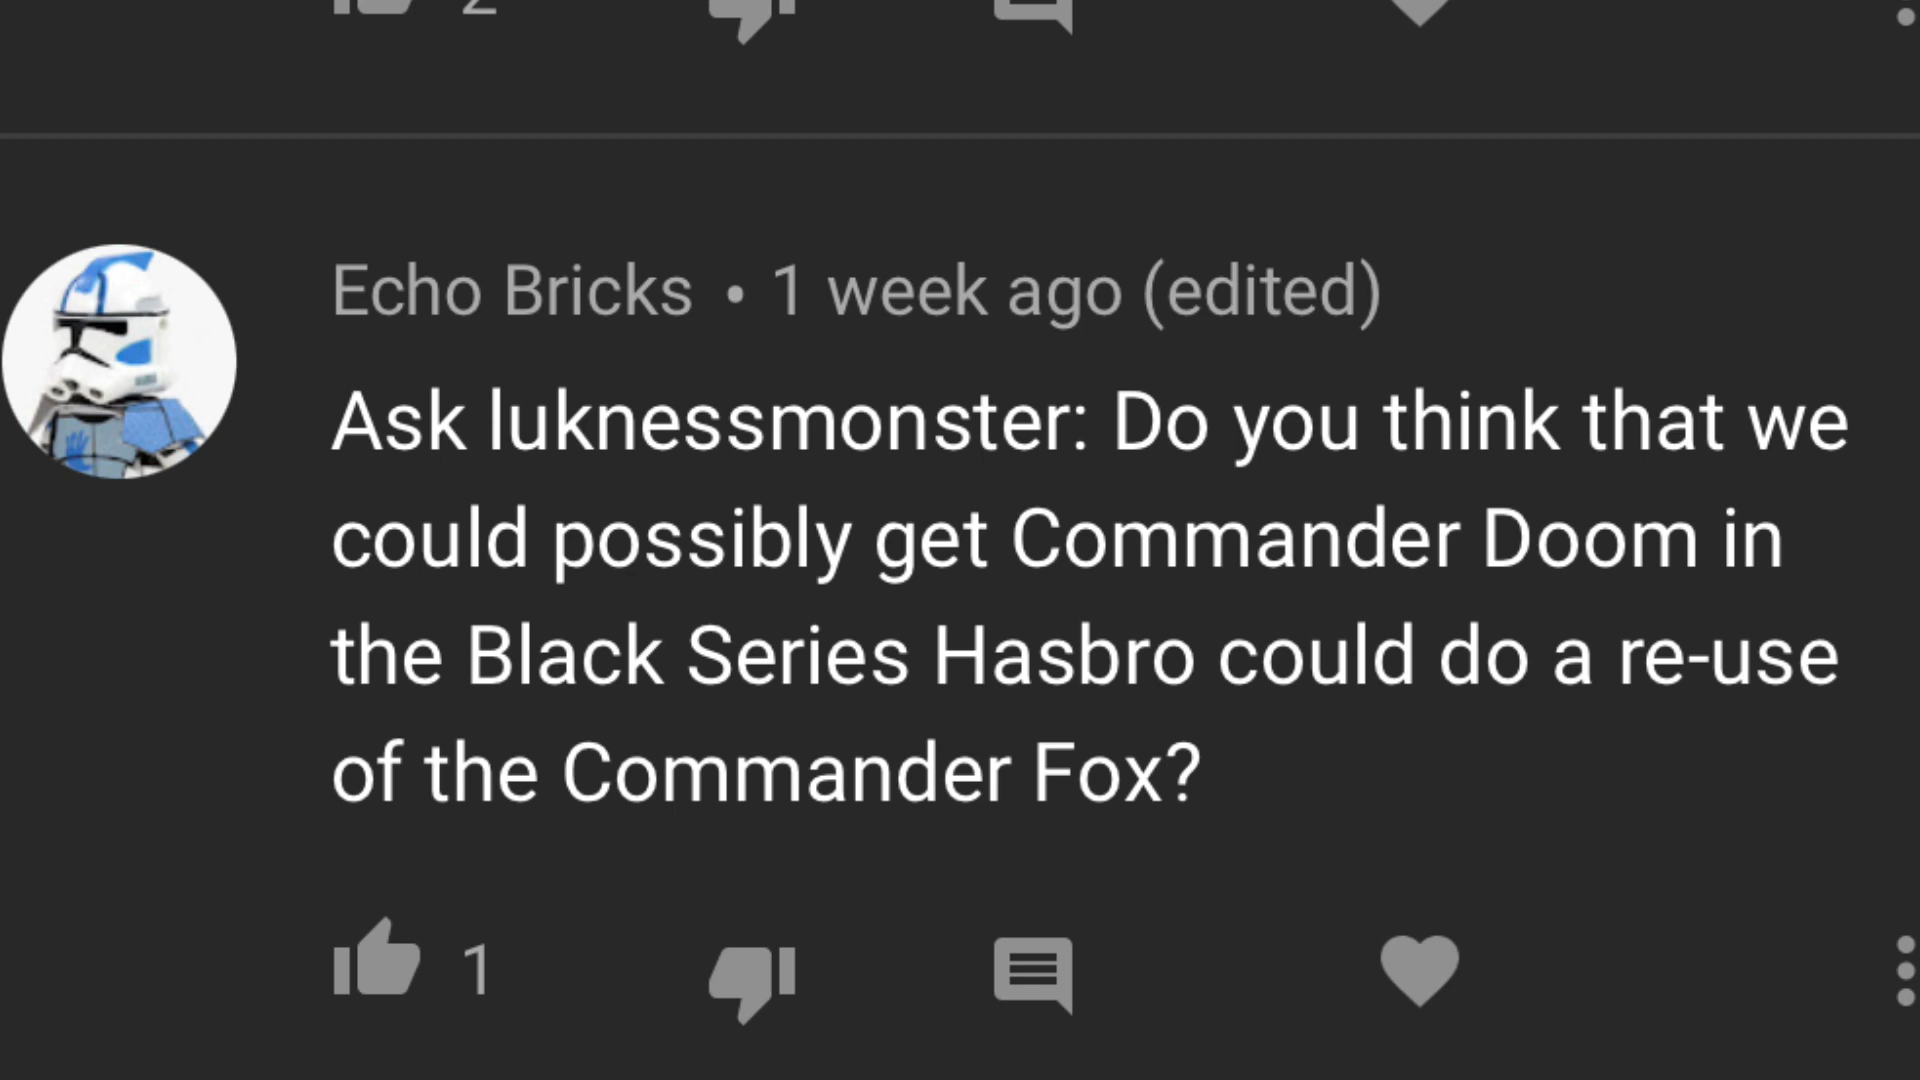 2
Echo Bricks • 1 week ago (edited)
Ask luknessmonster: Do you think that we
could possibly get Commander Doom in
the Black Series Hasbro could do a re-use
of the Commander Fox?
1